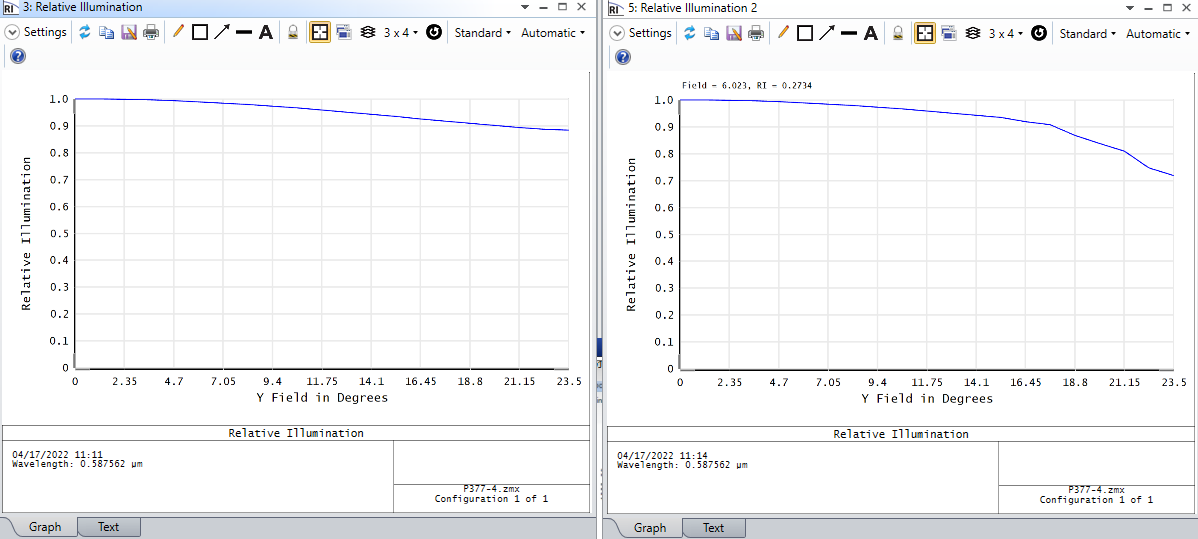 RI 3: Relative Illumination
Settings A 3 x 4 Standard Automatic
?
1.0
0.9
0.8
0.7
0.6
0.5
0.4
0.3
0.2
0.1
0
Relative Illumination
0 2.35 4.7 7.05 9.4 11.75 14.1 16.45 18.8 21.15 23.5
Y Field in Degrees
Relative Illumination
04/17/2022 11:11
Wavelength: 0.587562 µm
P377-4.zmx
Configuration 1 of 1
Graph Text
RI 5: Relative Illumination 2
Settings A 3 x 4 Standard Automatic
?
Field = 6.023, RI = 0.2734
1.0
0.9
0.8
0.7
0.6
0.5
0.4
0.3
0.2
0.1
0
Relative Illumination
0 2.35 4.7 7.05 9.4 11.75 14.1 16.45 18.8 21.15 23.5
Y Field in Degrees
Relative Illumination
04/17/2022 11:14
Wavelength: 0.587562 µm
P377-4.zmx
Configuration 1 of 1
Graph Text